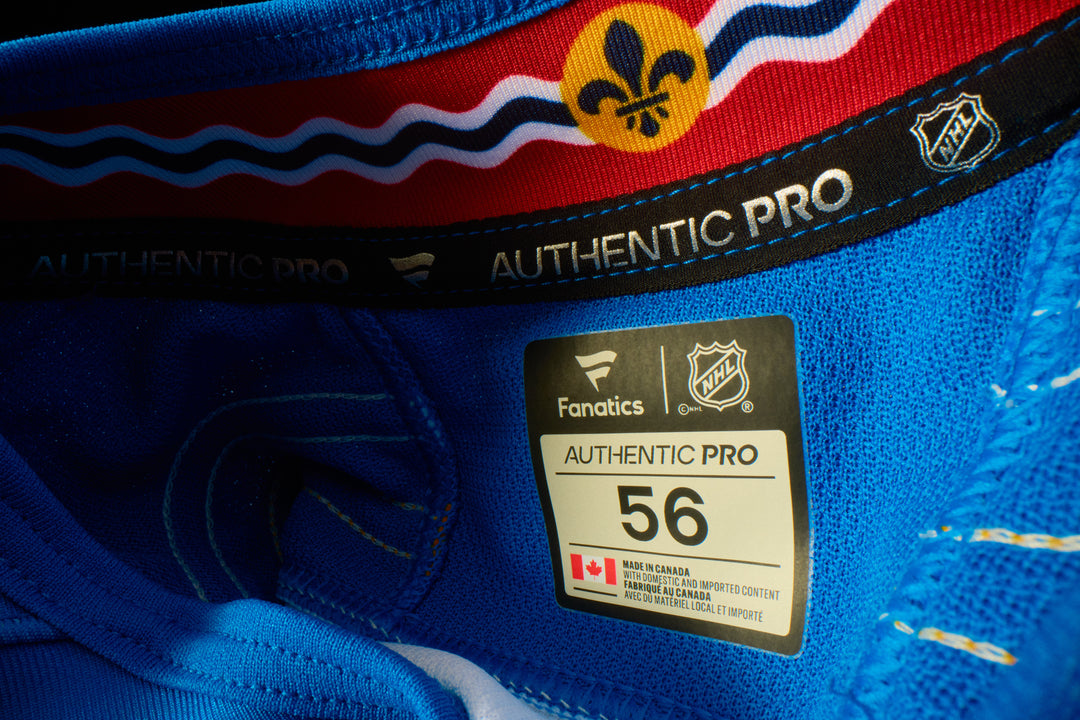 NHL
AUTHENTIC PRO
AUTHENTIC PRO
Fanatics
NHL
©NHL ®
AUTHENTIC PRO
56
MADE IN CANADA
WITH DOMESTIC AND IMPORTED CONTENT
FABRIQUÉ AU CANADA
AVEC DU MATÉRIEL LOCAL ET IMPORTÉ